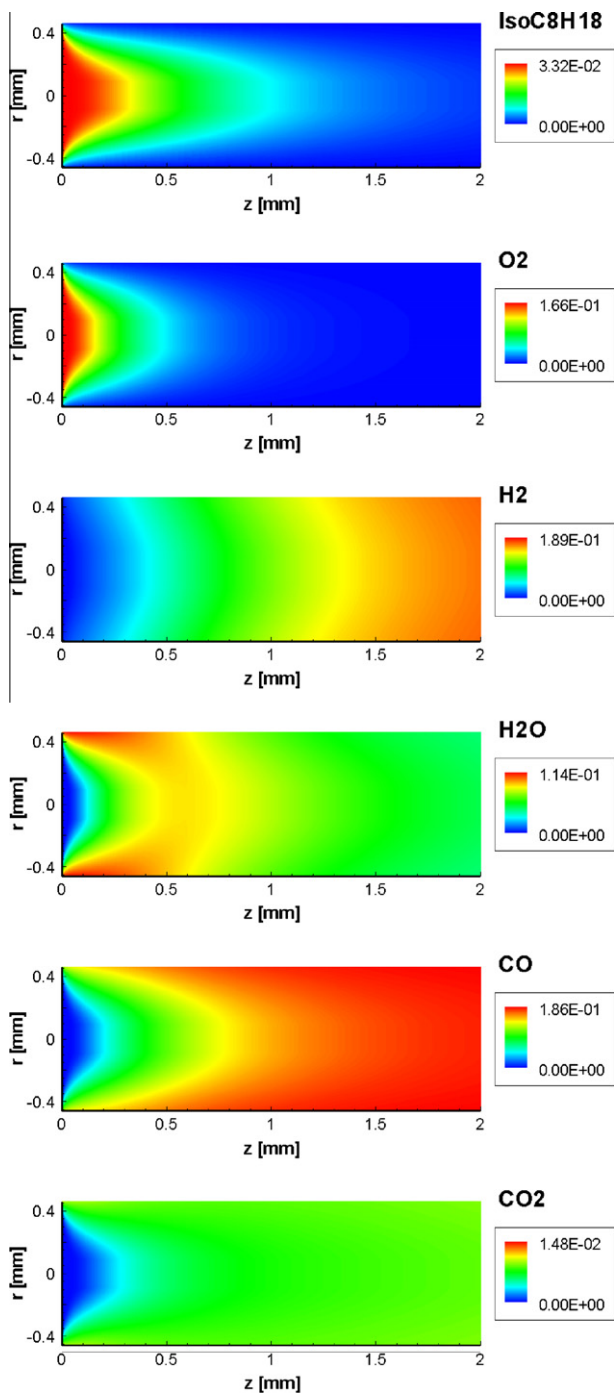 IsoC8H18
0.4
0
-0.4
r [mm]
3.32E-02
0.00E+00
0 0.5 1 1.5 2
z [mm]
O2
0.4
0
-0.4
r [mm]
1.66E-01
0.00E+00
0 0.5 1 1.5 2
z [mm]
H2
0.4
0
-0.4
r [mm]
1.89E-01
0.00E+00
0 0.5 1 1.5 2
z [mm]
H2O
0.4
0
-0.4
r [mm]
1.14E-01
0.00E+00
0 0.5 1 1.5 2
z [mm]
CO
0.4
0
-0.4
r [mm]
1.86E-01
0.00E+00
0 0.5 1 1.5 2
z [mm]
CO2
0.4
0
-0.4
r [mm]
1.48E-02
0.00E+00
0 0.5 1 1.5 2
z [mm]